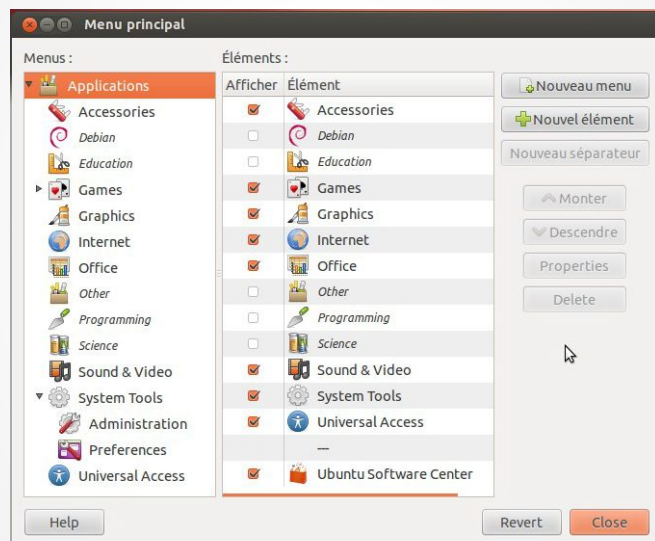 Menu principal
Menus :
Applications
Accessories
Debian
Education
Games
Graphics
Internet
Office
Other
Programming
Science
Sound & Video
System Tools
Administration
Preferences
Universal Access
Éléments :
Afficher Élément
Accessories
Debian
Education
Games
Graphics
Internet
Office
Other
Programming
Science
Sound & Video
System Tools
Universal Access
---
Ubuntu Software Center
Nouveau menu
Nouvel élément
Nouveau séparateur
Monter
Descendre
Properties
Delete
Help
Revert
Close